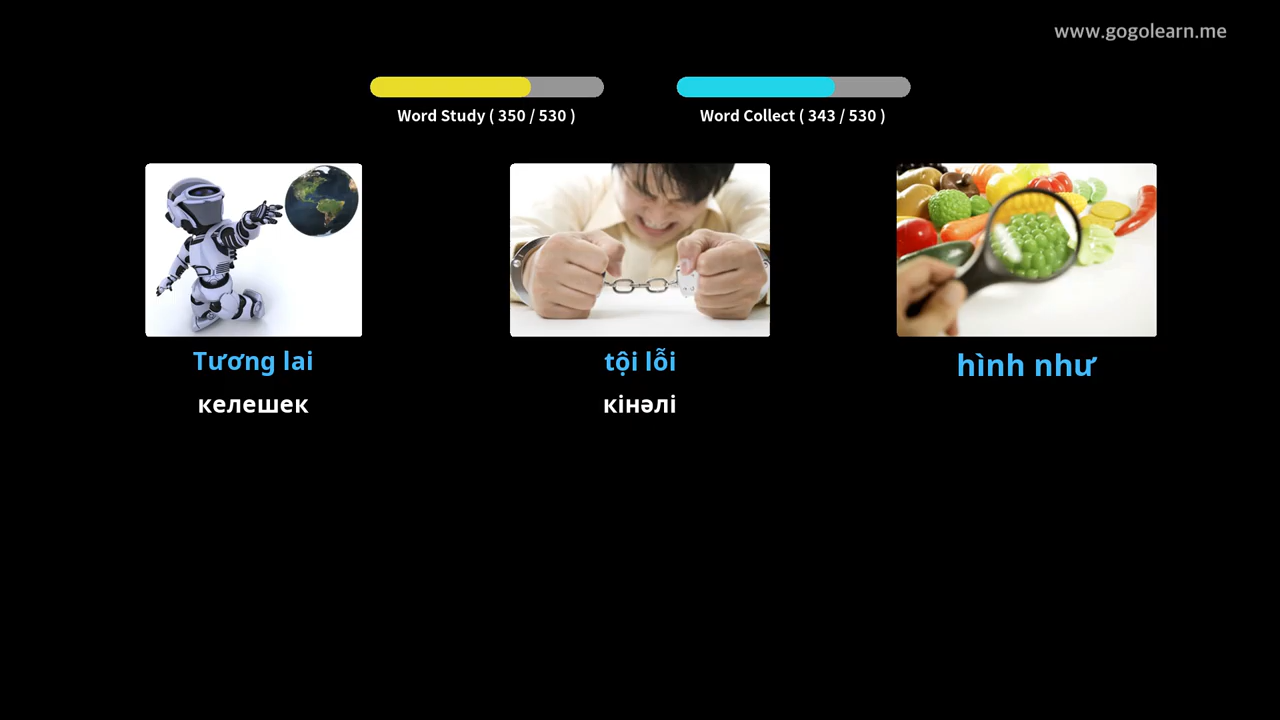 www.gogolearn.me
Word Study ( 350 / 530 )
Word Collect ( 343 / 530 )
Tương lai
келешек
tội lỗi
кінәлі
hình như